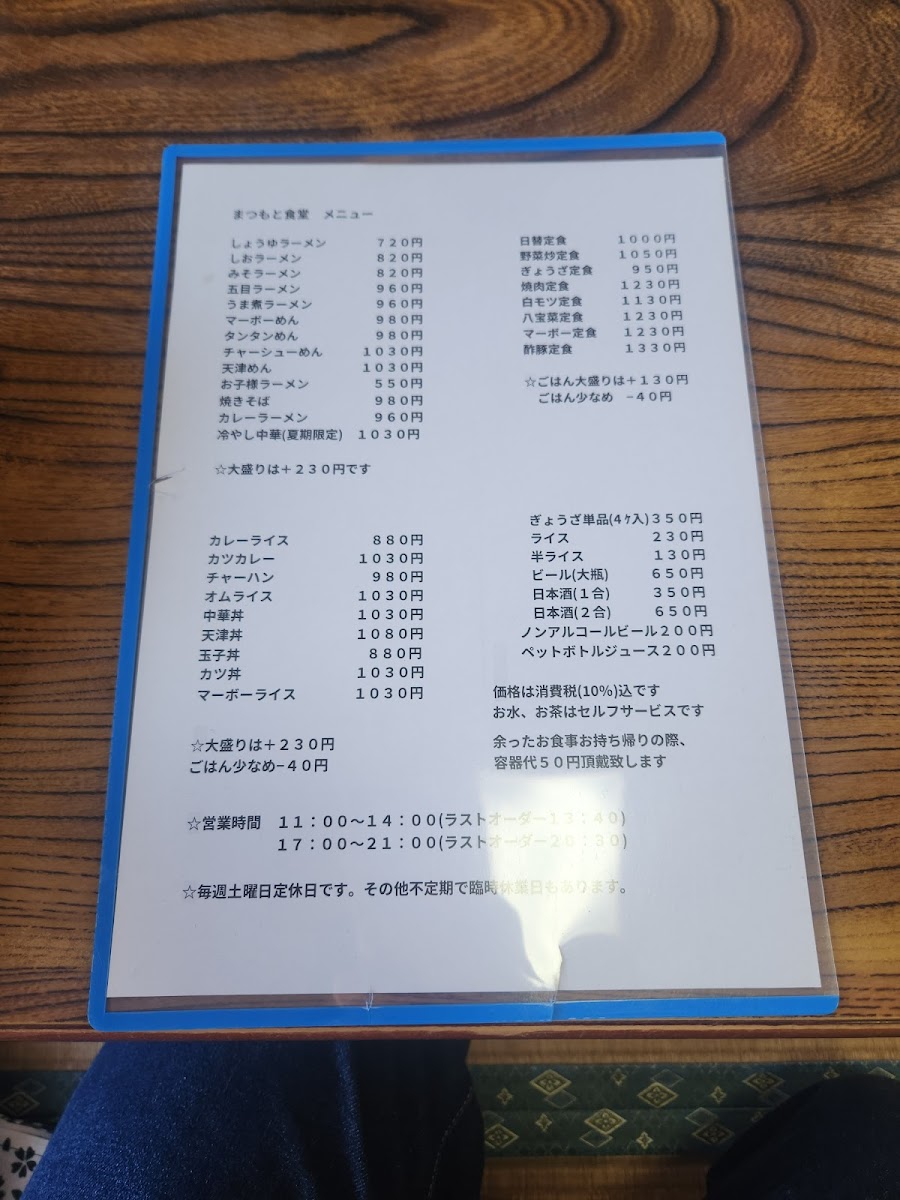 まつもと食堂 メニュー
しょうゆラーメン 720円
しおラーメン 820円
みそラーメン 820円
五目ラーメン 960円
うま煮ラーメン 960円
マーボーめん 980円
タンタンめん 980円
チャーシューめん 1030円
天津めん 1030円
お子様ラーメン 550円
焼きそば 980円
カレーラーメン 960円
冷やし中華(夏期限定) 1030円
☆大盛りは+230円です
日替定食 1000円
野菜炒定食 1050円
ぎょうざ定食 950円
焼肉定食 1230円
白モツ定食 1130円
八宝菜定食 1230円
マーボー定食 1230円
酢豚定食 1330円
☆ごはん大盛りは+130円
ごはん少なめ −40円
カレーライス 880円
カツカレー 1030円
チャーハン 980円
オムライス 1030円
中華丼 1030円
天津丼 1080円
玉子丼 880円
カツ丼 1030円
マーボーライス 1030円
☆大盛りは+230円
ごはん少なめ−40円
ぎょうざ単品(4ヶ入)350円
ライス 230円
半ライス 130円
ビール(大瓶) 650円
日本酒(1合) 350円
日本酒(2合) 650円
ノンアルコールビール200円
ペットボトルジュース200円
価格は消費税(10%)込です
お水、お茶はセルフサービスです
余ったお食事お持ち帰りの際、
容器代50円頂戴致します
☆営業時間 11:00～14:00(ラストオーダー13:40)
17:00～21:00(ラストオーダー20:30)
☆毎週土曜日定休日です。その他不定期で臨時休業日もあります。